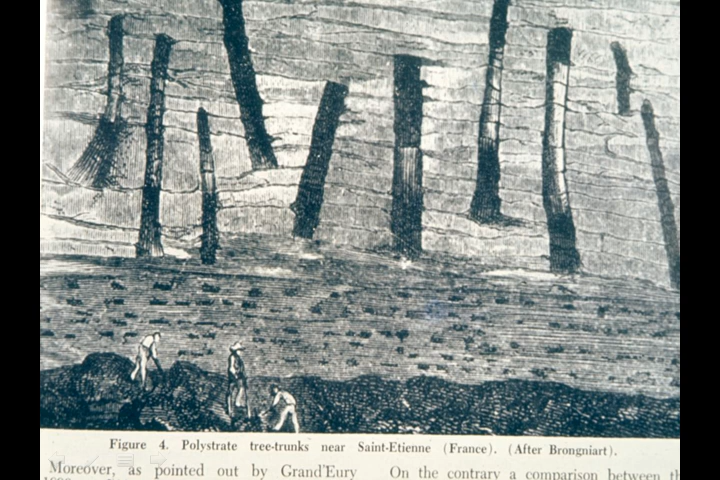 Figure 4. Polystrate tree-trunks near Saint-Etienne (France). (After Brongniart).
Moreover, as pointed out by Grand'Eury
On the contrary a comparison between